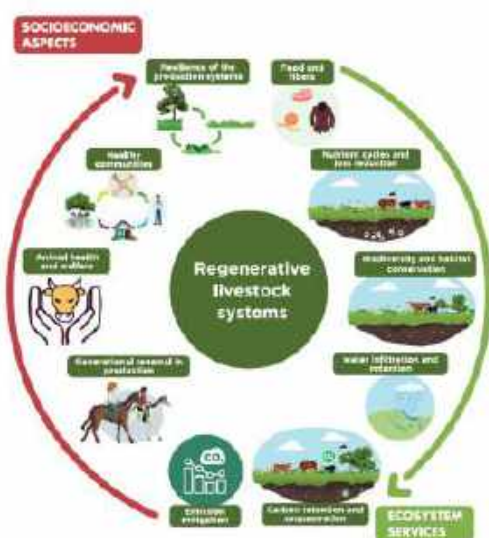 SOCIOECONOMIC
ASPECTS
Resilience of the
production systems
Food and
fibers
Healthy
communities
Nutrient cycles and
loss reduction
Animal health
and welfare
Regenerative
livestock
systems
Biodiversity and habitat
conservation
Generational renewal in
production
Water infiltration and
retention
CO₂
Emission
mitigation
Carbon retention and
sequestration
ECOSYSTEM
SERVICES